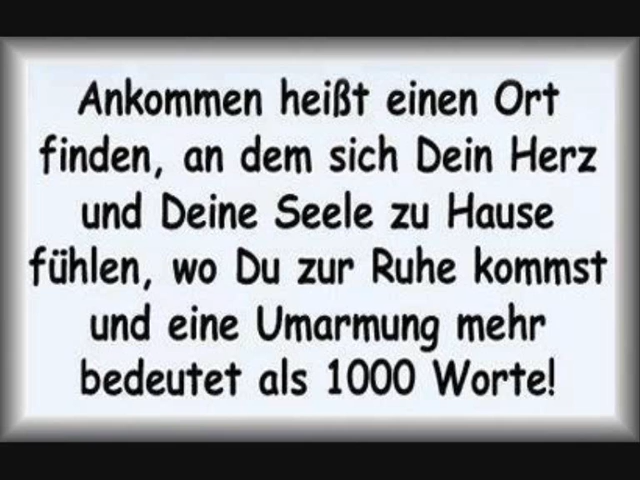 Ankommen heißt einen Ort
finden, an dem sich Dein Herz
und Deine Seele zu Hause
fühlen, wo Du zur Ruhe kommst
und eine Umarmung mehr
bedeutet als 1000 Worte!